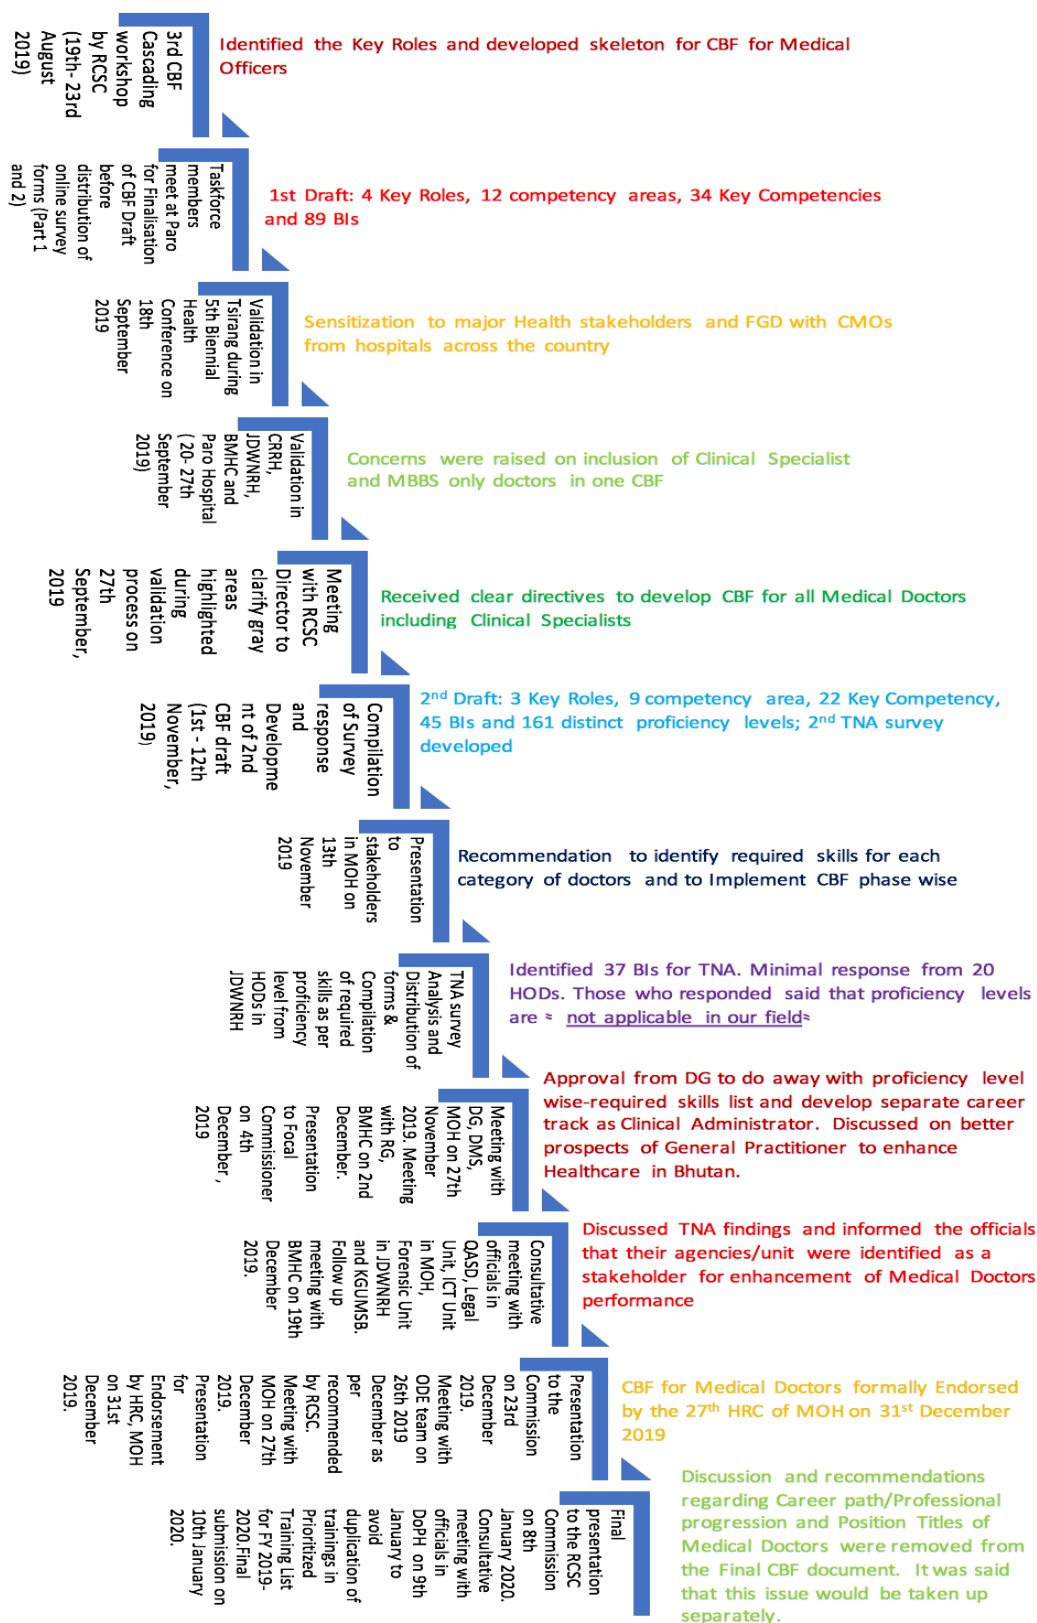 3rd CBF
Cascading
workshop
by RCSC
(19th- 23rd
August
2019)
Identified the Key Roles and developed skeleton for CBF for Medical
Officers
Taskforce
members
meet at Paro
for Finalisation
of CBF Draft
before
distribution of
online survey
forms (Part 1
and 2)
1st Draft: 4 Key Roles, 12 competency areas, 34 Key Competencies
and 89 BIs
Validation in
Tsirang during
5th Biennial
Health
Conference on
18th
September
2019
Sensitization to major Health stakeholders and FGD with CMOs
from hospitals across the country
Validation in
CRRH,
JDWNRH,
BMHC and
Paro Hospital
( 20- 27th
September
2019)
Concerns were raised on inclusion of Clinical Specialist
and MBBS only doctors in one CBF
Meeting
with RCSC
Director to
clarify gray
areas
highlighted
during
validation
process on
27th
September,
2019
Received clear directives to develop CBF for all Medical Doctors
including Clinical Specialists
Compilation
of Survey
response
and
Developme
nt of 2nd
CBF draft
(1st - 12th
November,
2019)
2nd Draft: 3 Key Roles, 9 competency area, 22 Key Competency,
45 BIs and 161 distinct proficiency levels; 2nd TNA survey
developed
Presentation
to
stakeholders
in MOH on
13th
November
2019
Recommendation to identify required skills for each
category of doctors and to Implement CBF phase wise
TNA survey
Analysis and
Distribution of
forms &
Compilation
of required
skills as per
proficiency
level from
HODs in
JDWNRH
Identified 37 BIs for TNA. Minimal response from 20
HODs. Those who responded said that proficiency levels
are not applicable in our field
Meeting with
DG, DMS,
MOH on 27th
November
2019. Meeting
with RG,
BMHC on 2nd
December.
Presentation
to Focal
Commissioner
on 4th
December ,
2019
Approval from DG to do away with proficiency level
wise-required skills list and develop separate career
track as Clinical Administrator. Discussed on better
prospects of General Practitioner to enhance
Healthcare in Bhutan.
Consultative
meeting with
officials in
QASD, Legal
Unit, ICT Unit
in MOH,
Forensic Unit
in JDWNRH
and KGUMSB.
Follow up
meeting with
BMHC on 19th
December
2019.
Discussed TNA findings and informed the officials
that their agencies/unit were identified as a
stakeholder for enhancement of Medical Doctors
performance
Presentation
to the
Commission
on 23rd
December
2019.
Meeting with
ODE team on
26th 2019
December as
per
recommended
by RCSC.
Meeting with
MOH on 27th
December
2019.
Presentation
for
Endorsement
by HRC, MOH
on 31st
December
2019.
CBF for Medical Doctors formally Endorsed
by the 27th HRC of MOH on 31st December
2019
Final
presentation
to the RCSC
Commission
on 8th
January 2020.
Consultative
meeting with
officials in
DoPH on 9th
January to
avoid
duplication of
trainings in
Prioritized
Training List
for FY 2019-
2020.Final
submission on
10th January
2020.
Discussion and recommendations
regarding Career path/Professional
progression and Position Titles of
Medical Doctors were removed from
the Final CBF document. It was said
that this issue would be taken up
separately.